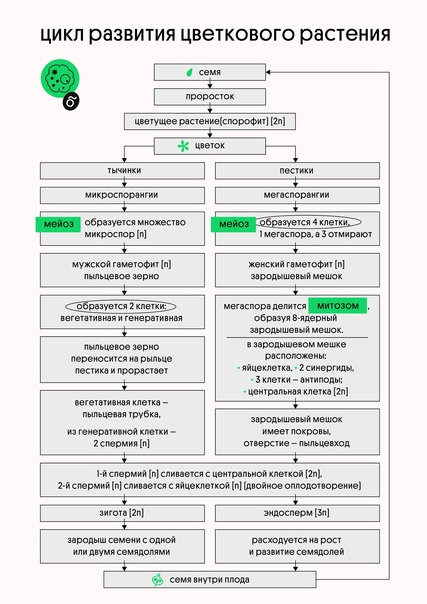 цикл развития цветкового растения
семя
проросток
цветущее растение(спорофит) [2n]
цветок
тычинки
пестики
микроспорангии
мегаспорангии
мейоз
образуется множество
микроспор [n]
мейоз
образуется 4 клетки,
1 мегаспора, а 3 отмирают
мужской гаметофит [n]
пыльцевое зерно
женский гаметофит [n]
зародышевый мешок
образуется 2 клетки:
вегетативная и генеративная
мегаспора делится митозом,
образуя 8-ядерный
зародышевый мешок.
в зародышевом мешке
расположены:
• яйцеклетка, • 2 синергиды,
• 3 клетки – антиподы;
• центральная клетка [2n]
пыльцевое зерно
переносится на рыльце
пестика и прорастает
вегетативная клетка –
пыльцевая трубка,
из генеративной клетки –
2 спермия [n]
зародышевый мешок
имеет покровы,
отверстие – пыльцевход
1-й спермий [n] сливается с центральной клеткой [2n],
2-й спермий [n] сливается с яйцеклеткой [n] (двойное оплодотворение)
зигота [2n]
эндосперм [3n]
зародыш семени с одной
или двумя семядолями
расходуется на рост
и развитие семядолей
семя внутри плода